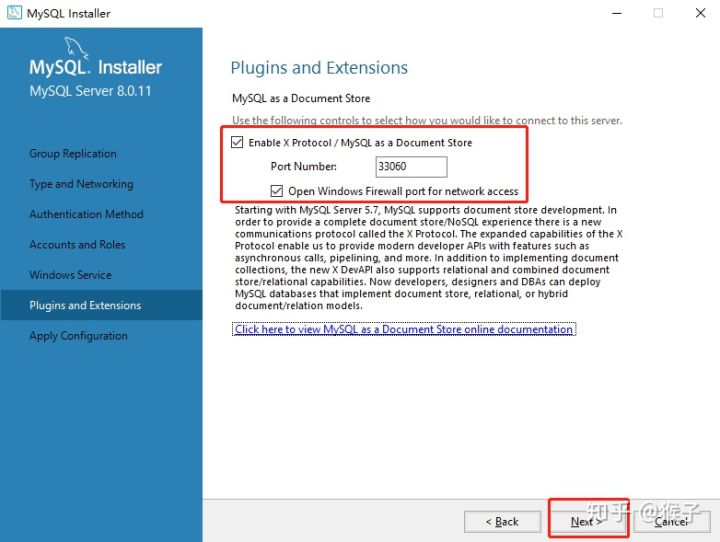 MySQL Installer
MySQL. Installer
MySQL Server 8.0.11
Group Replication
Type and Networking
Authentication Method
Accounts and Roles
Windows Service
Plugins and Extensions
Apply Configuration
Plugins and Extensions
MySQL as a Document Store
Use the following controls to select how you would like to connect to this server.
Enable X Protocol / MySQL as a Document Store
Port Number: 33060
Open Windows Firewall port for network access
Starting with MySQL Server 5.7, MySQL supports document store development. In
order to provide a complete document store/NoSQL experience there is a new
communications protocol called the X Protocol. The expanded capabilities of the X
Protocol enable us to provide modern developer APIs with features such as
asynchronous calls, pipelining, and more. In addition to implementing document
collections, the new X DevAPI also supports relational and combined document
store/relational capabilities. Now developers, designers and DBAs can deploy
MySQL databases that implement document store, relational, or hybrid
document/relation models.
Click here to view MySQL as a Document Store online documentation
< Back Next > Cancel
知乎 @猴子